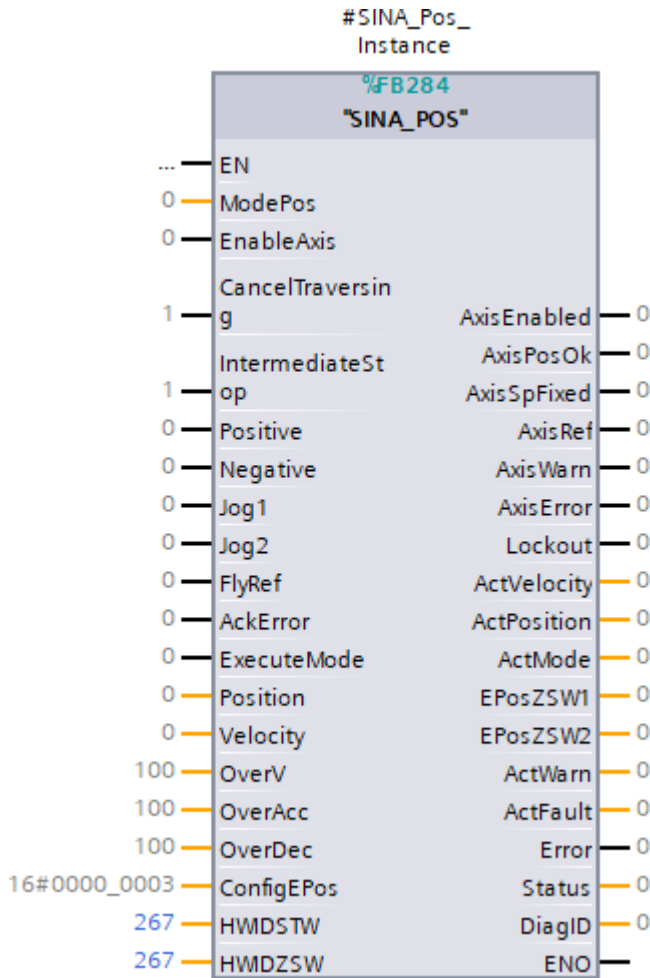 #SINA_Pos_
Instance
%FB284
"SINA_POS"
... EN
0 ModePos
0 EnableAxis
CancelTraversin
1 g AxisEnabled 0
AxisPosOk 0
IntermediateSt
1 op AxisSpFixed 0
0 Positive AxisRef 0
0 Negative AxisWarn 0
0 Jog1 AxisError 0
0 Jog2 Lockout 0
0 FlyRef ActVelocity 0
0 AckError ActPosition 0
0 ExecuteMode ActMode 0
0 Position EPosZSW1 0
0 Velocity EPosZSW2 0
100 OverV ActWarn 0
100 OverAcc ActFault 0
100 OverDec Error 0
16#0000_0003 ConfigEPos Status 0
267 HWIDSTW DiagID 0
267 HWIDZSW ENO